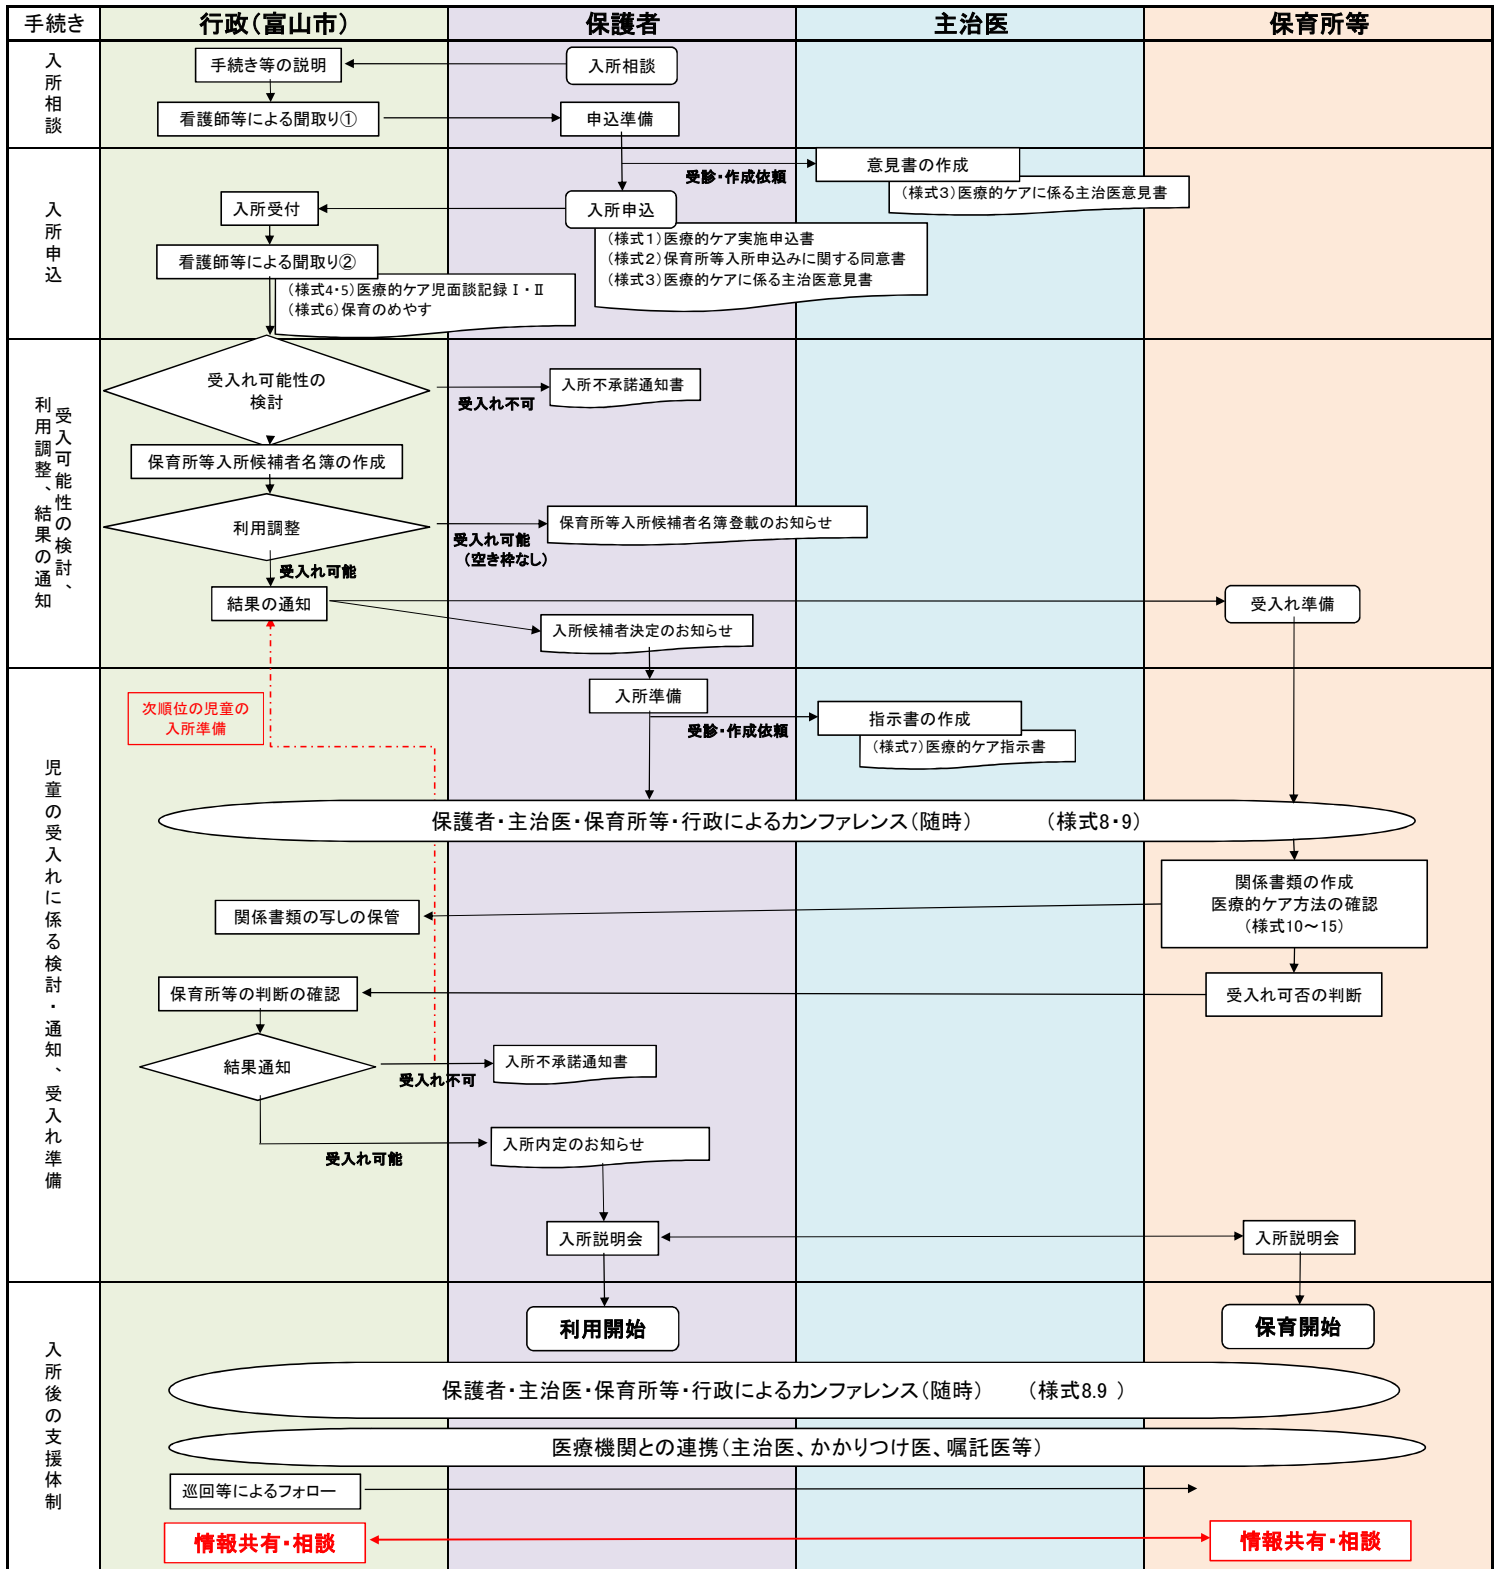 手続き
行政(富山市)
保護者
主治医
保育所等
入所相談
手続き等の説明
入所相談
看護師等による聞取り①
申込準備
入所申込
受診・作成依頼
意見書の作成
(様式3)医療的ケアに係る主治医意見書
入所受付
入所申込
(様式1)医療的ケア実施申込書
(様式2)保育所等入所申込みに関する同意書
(様式3)医療的ケアに係る主治医意見書
看護師等による聞取り②
(様式4・5)医療的ケア児面談記録Ⅰ・Ⅱ
(様式6)保育のめやす
受入可能性の検討、
利用調整、結果の通知
受入れ可能性の
検討
受入れ不可
入所不承諾通知書
保育所等入所候補者名簿の作成
利用調整
受入れ可能
(空き枠なし)
保育所等入所候補者名簿登載のお知らせ
受入れ可能
結果の通知
受入れ準備
入所候補者決定のお知らせ
児童の受入れに係る検討・通知、受入れ準備
次順位の児童の
入所準備
入所準備
受診・作成依頼
指示書の作成
(様式7)医療的ケア指示書
保護者・主治医・保育所等・行政によるカンファレンス(随時) (様式8・9)
関係書類の作成
医療的ケア方法の確認
(様式10~15)
関係書類の写しの保管
保育所等の判断の確認
受入れ可否の判断
結果通知
受入れ不可
入所不承諾通知書
受入れ可能
入所内定のお知らせ
入所説明会
入所説明会
入所後の支援体制
利用開始
保育開始
保護者・主治医・保育所等・行政によるカンファレンス(随時) (様式8.9 )
医療機関との連携(主治医、かかりつけ医、嘱託医等)
巡回等によるフォロー
情報共有・相談
情報共有・相談